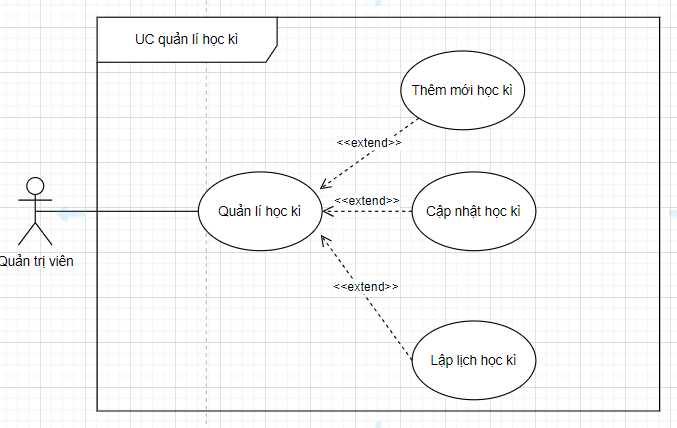 UC quản lí học kì
Thêm mới học kì
<<extend>>
<<extend>>
Quản lí học kì
Cập nhật học kì
Quản trị viên
<<extend>>
Lập lịch học kì